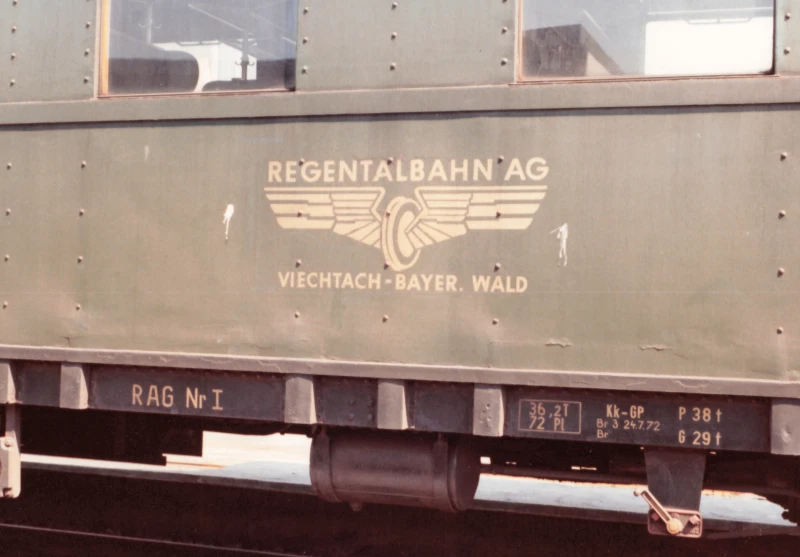 REGENTALBAHN AG
VIECHTACH-BAYER. WALD
RAG Nr I
36,2T
72 Pl
Kk-GP
Br 3 24.7.72
Br
P 38 t
G 29 t